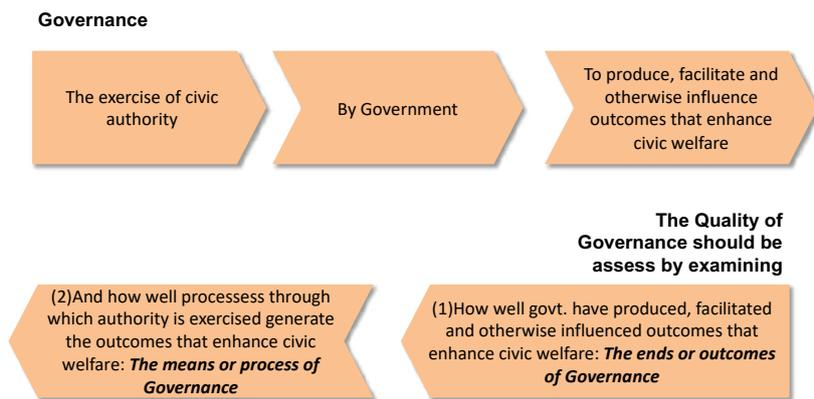 Governance
The exercise of civic
authority
By Government
To produce, facilitate and
otherwise influence
outcomes that enhance
civic welfare
The Quality of
Governance should be
assess by examining
(1)How well govt. have produced, facilitated
and otherwise influenced outcomes that
enhance civic welfare: The ends or outcomes
of Governance
(2)And how well processess through
which authority is exercised generate
the outcomes that enhance civic
welfare: The means or process of
Governance